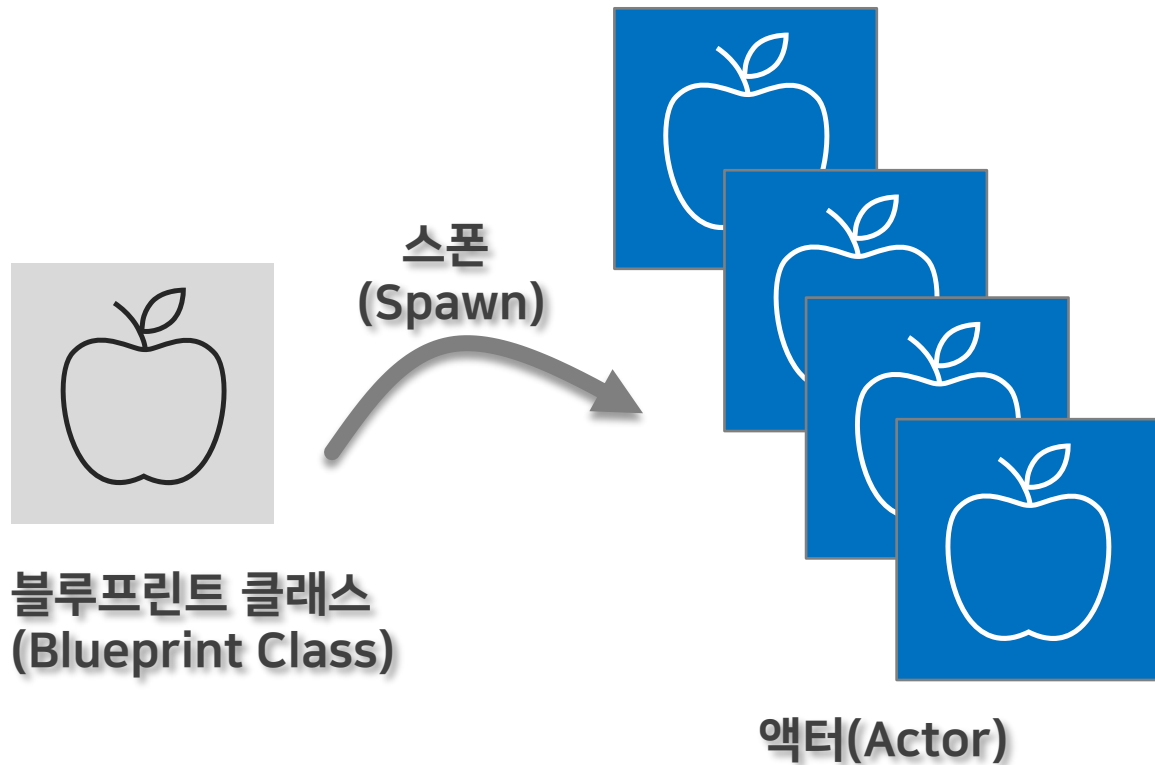 스폰
(Spawn)
블루프린트 클래스
(Blueprint Class)
액터(Actor)